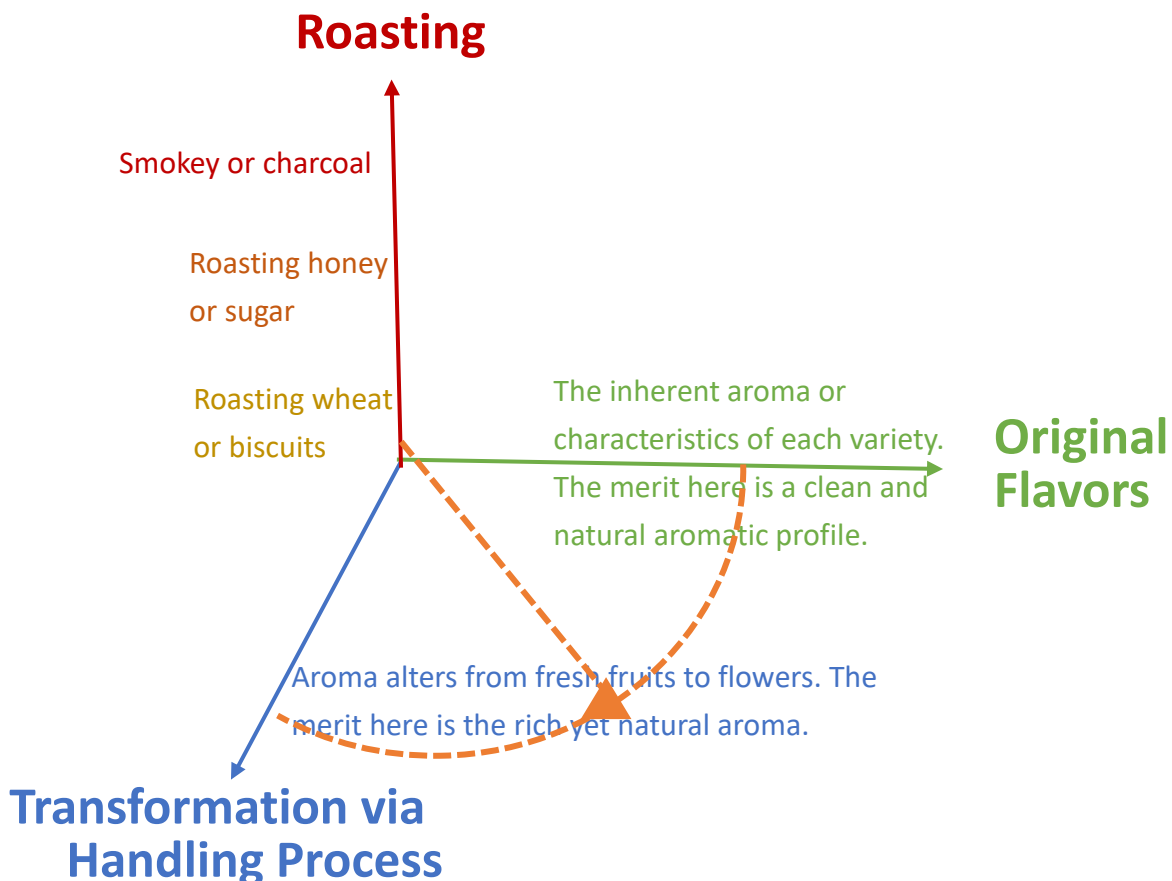 Roasting
Smokey or charcoal
Roasting honey
or sugar
Roasting wheat
or biscuits
The inherent aroma or
characteristics of each variety.
The merit here is a clean and
natural aromatic profile.
Original
Flavors
Aroma alters from fresh fruits to flowers. The
merit here is the rich yet natural aroma.
Transformation via
Handling Process